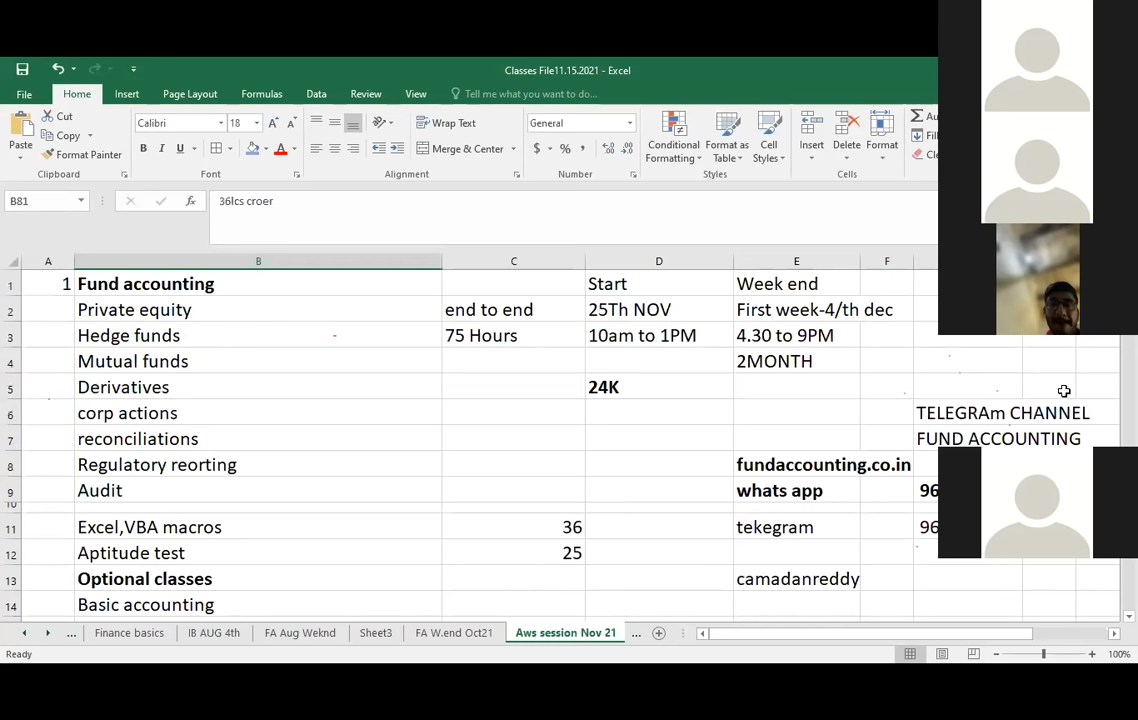 Classes File11.15.2021 - Excel
File Home Insert Page Layout Formulas Data Review View Tell me what you want to do...
Cut
Copy
Format Painter
Paste
Calibri 18
B I U
Wrap Text
Merge & Center
General
$ % ,
Conditional Formatting
Format as Table
Cell Styles
Insert Delete Format
Clipboard Font Alignment Number Styles Cells
B81 fx 36lcs croer
A B C D E F
1 1 Fund accounting Start Week end
2 Private equity end to end 25Th NOV First week-4/th dec
3 Hedge funds 75 Hours 10am to 1PM 4.30 to 9PM
4 Mutual funds 2MONTH
5 Derivatives 24K
6 corp actions TELEGRAm CHANNEL
7 reconciliations FUND ACCOUNTING
8 Regulatory reorting fundaccounting.co.in
9 Audit whats app 96
10
11 Excel,VBA macros 36 tekegram 96
12 Aptitude test 25
13 Optional classes camadanreddy
14 Basic accounting
... Finance basics IB AUG 4th FA Aug Weknd Sheet3 FA W.end Oct21 Aws session Nov 21 ...
Ready 100%